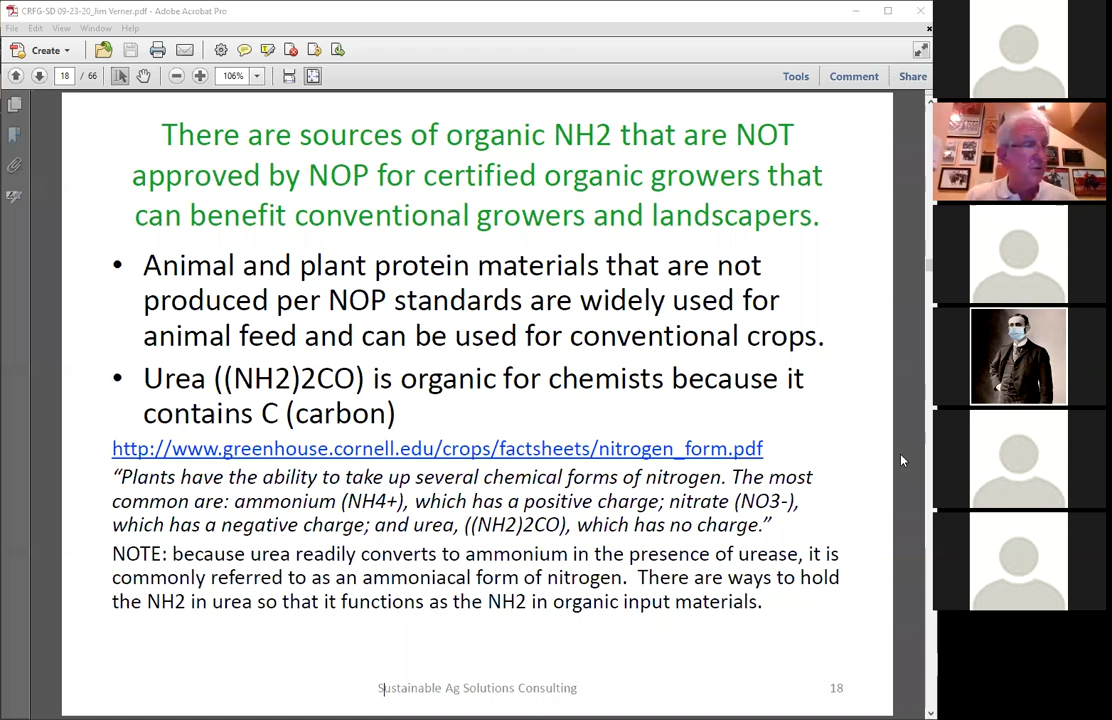 CRFG-SD 09-23-20_Jim Verner.pdf - Adobe Acrobat Pro
File Edit View Window Help
Create
18 / 66
106%
Tools Comment Share
There are sources of organic NH2 that are NOT
approved by NOP for certified organic growers that
can benefit conventional growers and landscapers.
• Animal and plant protein materials that are not
produced per NOP standards are widely used for
animal feed and can be used for conventional crops.
• Urea ((NH2)2CO) is organic for chemists because it
contains C (carbon)
http://www.greenhouse.cornell.edu/crops/factsheets/nitrogen_form.pdf
“Plants have the ability to take up several chemical forms of nitrogen. The most
common are: ammonium (NH4+), which has a positive charge; nitrate (NO3-),
which has a negative charge; and urea, ((NH2)2CO), which has no charge.”
NOTE: because urea readily converts to ammonium in the presence of urease, it is
commonly referred to as an ammoniacal form of nitrogen.  There are ways to hold
the NH2 in urea so that it functions as the NH2 in organic input materials.
Sustainable Ag Solutions Consulting
18